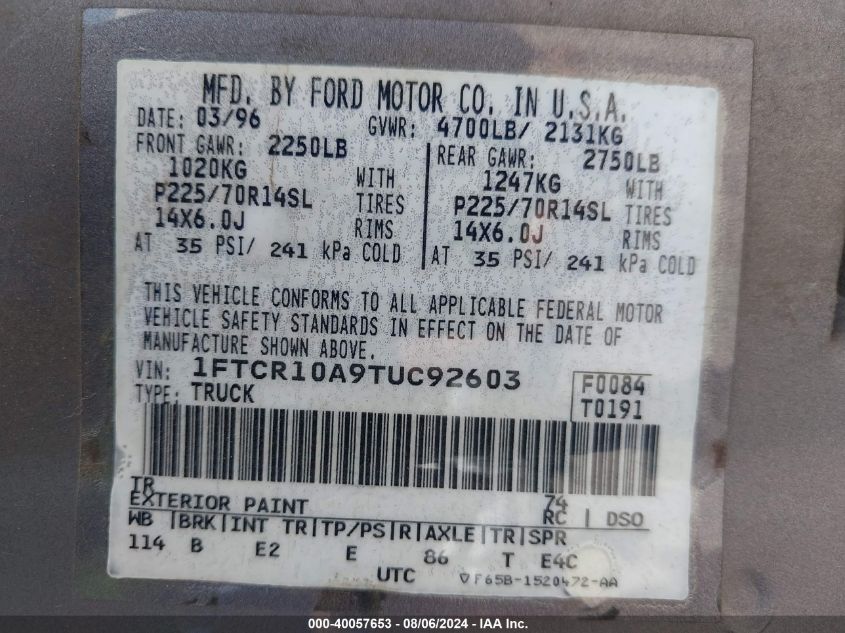 MFD. BY FORD MOTOR CO. IN U.S.A.
DATE: 03/96 GVWR: 4700LB/ 2131KG
FRONT GAWR: 2250LB REAR GAWR: 2750LB
1020KG WITH 1247KG WITH
P225/70R14SL TIRES P225/70R14SL TIRES
14X6.0J RIMS 14X6.0J RIMS
AT 35 PSI/ 241 kPa COLD AT 35 PSI/ 241 kPa COLD
THIS VEHICLE CONFORMS TO ALL APPLICABLE FEDERAL MOTOR
VEHICLE SAFETY STANDARDS IN EFFECT ON THE DATE OF
MANUFACTURE SHOWN ABOVE.
VIN: 1FTCR10A9TUC92603 F0084
TYPE: TRUCK T0191
TR 74
EXTERIOR PAINT RC DSO
WB BRK INT TR TP/PS R AXLE TR SPR
114 B E2 E 86 T E4C
UTC F65B-1520472-AA
000-40057653 - 08/06/2024 - IAAI.com